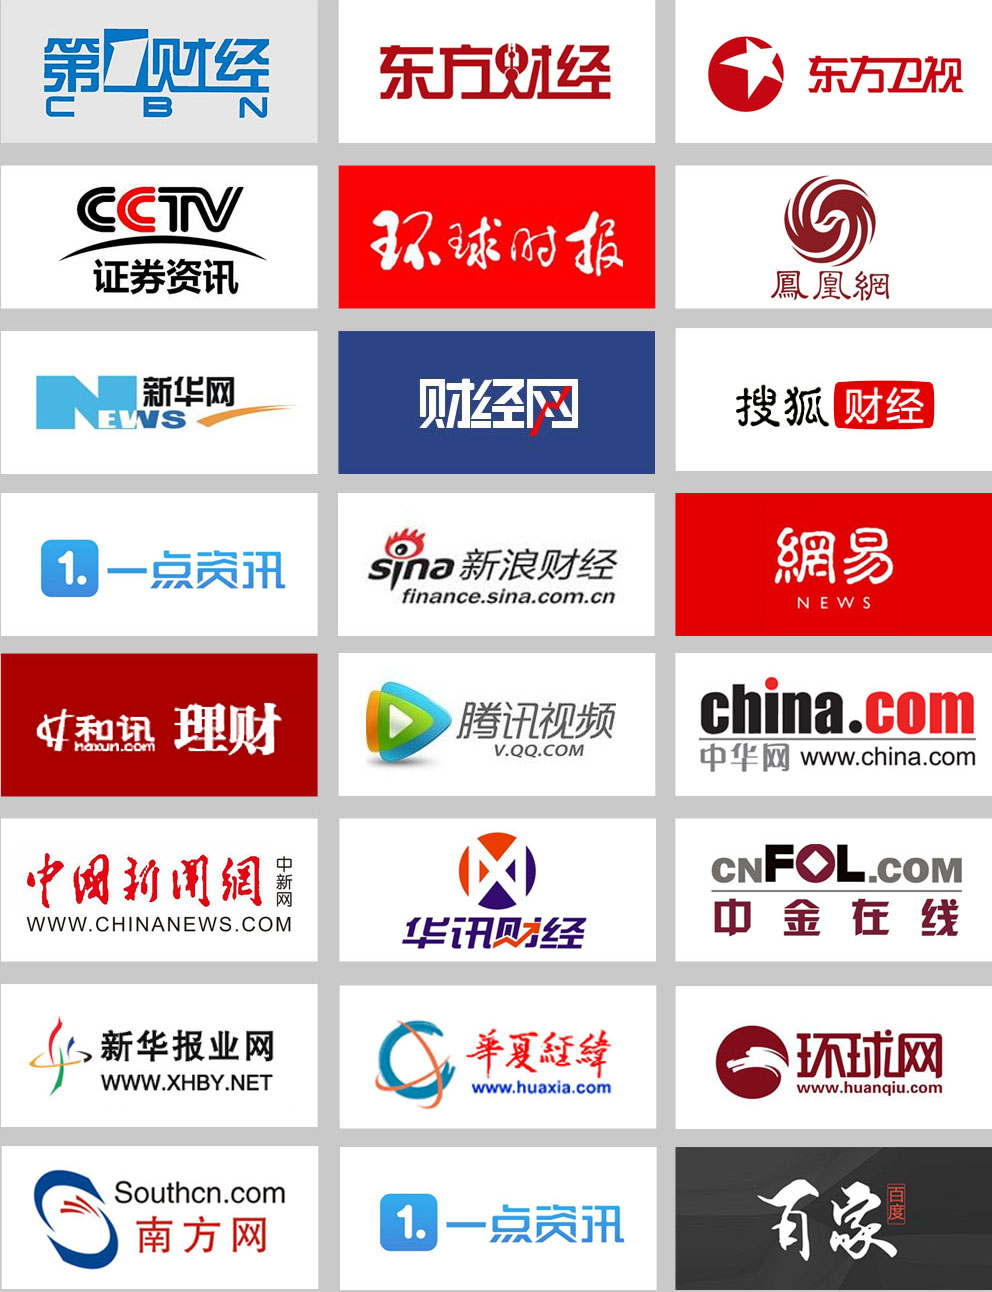 第一财经
CBN
东方财经
东方卫视
CCTV
证券资讯
环球时报
鳳凰網
NEWS 新华网
财经网
搜狐 财经
1. 一点资讯
sina 新浪财经
finance.sina.com.cn
網易
NEWS
和讯 理财
hexun.com
腾讯视频
V.QQ.COM
china.com
中华网 www.china.com
中国新闻網 中新网
WWW.CHINANEWS.COM
华讯财经
CNFOL.COM
中金在线
新华报业网
WWW.XHBY.NET
華夏經緯
www.huaxia.com
环球网
www.huanqiu.com
Southcn.com
南方网
1. 一点资讯
百家 百度